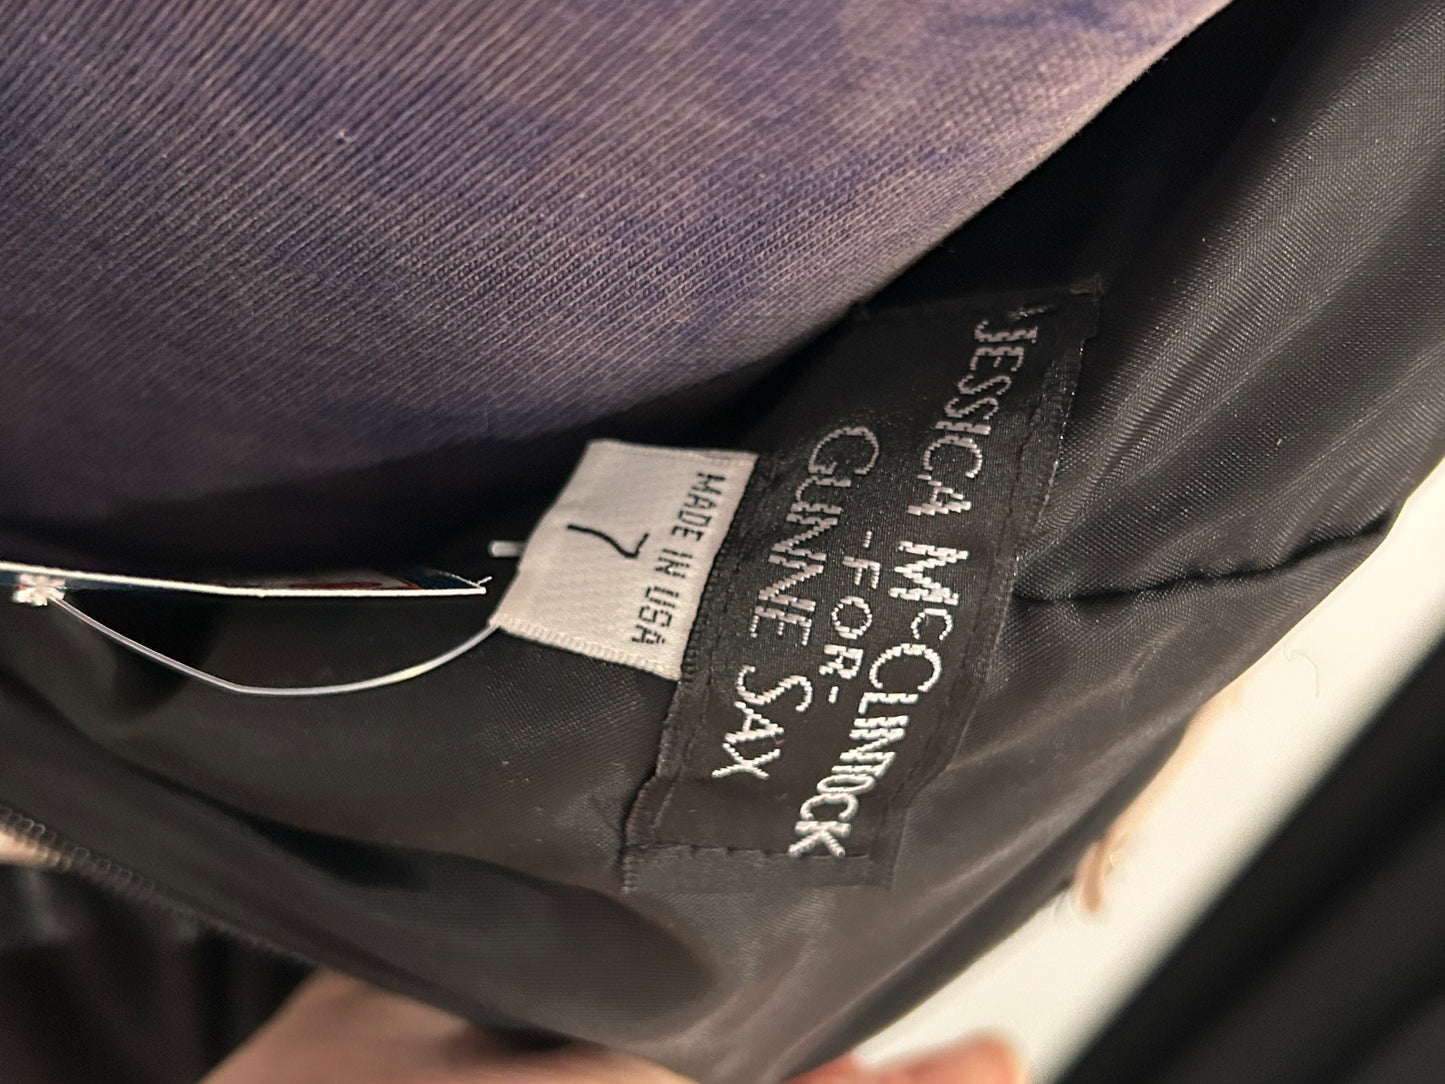 JESSICA McCLINTOCK
-FOR-
GUNNE SAX
MADE IN USA
7